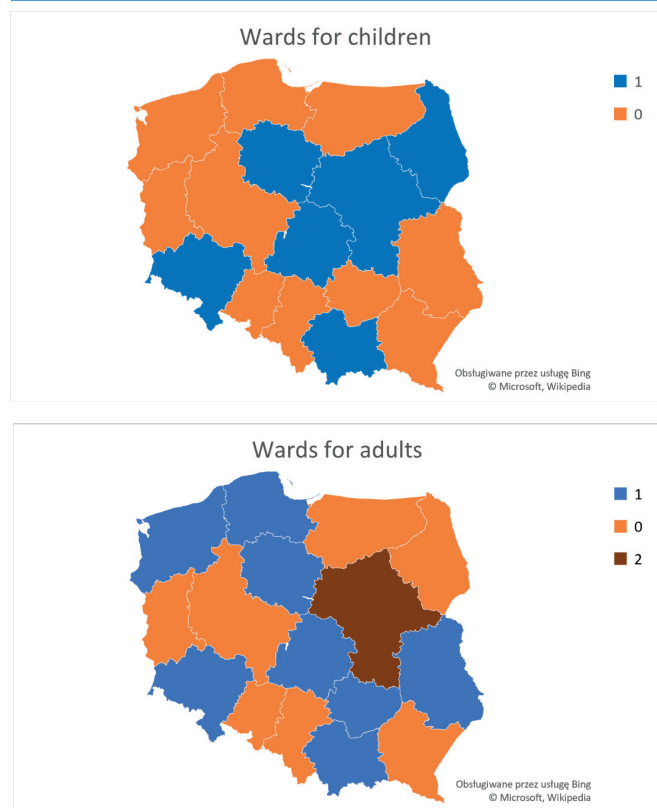 Wards for children
1
0
Obsługiwane przez usługę Bing
© Microsoft, Wikipedia
Wards for adults
1
0
2
Obsługiwane przez usługę Bing
© Microsoft, Wikipedia